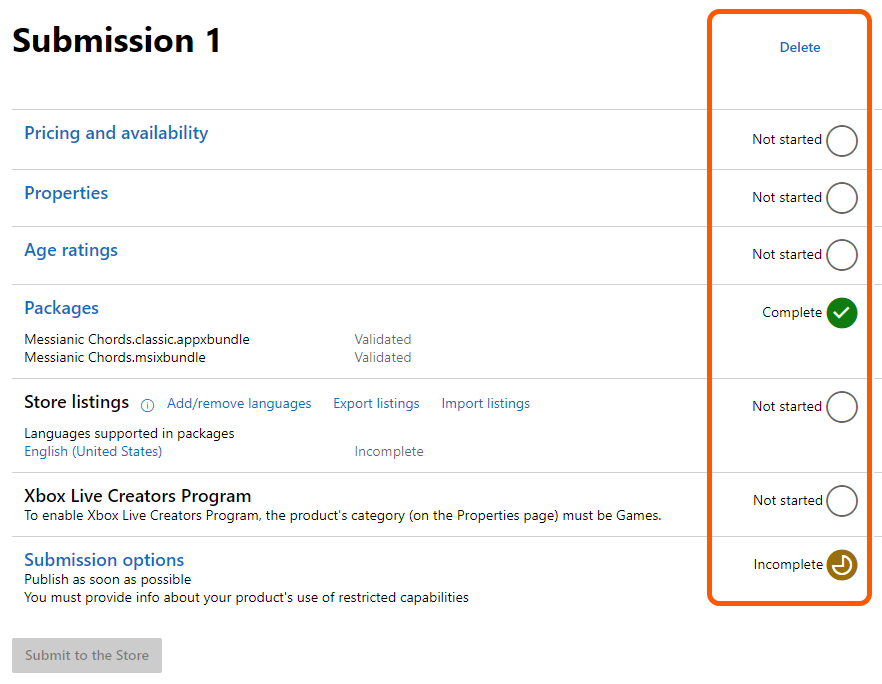 Submission 1
Delete
Pricing and availability
Not started
Properties
Not started
Age ratings
Not started
Packages
Complete
Messianic Chords.classic.appxbundle Validated
Messianic Chords.msixbundle Validated
Store listings Add/remove languages Export listings Import listings
Not started
Languages supported in packages
English (United States) Incomplete
Xbox Live Creators Program
Not started
To enable Xbox Live Creators Program, the product's category (on the Properties page) must be Games.
Submission options
Incomplete
Publish as soon as possible
You must provide info about your product's use of restricted capabilities
Submit to the Store